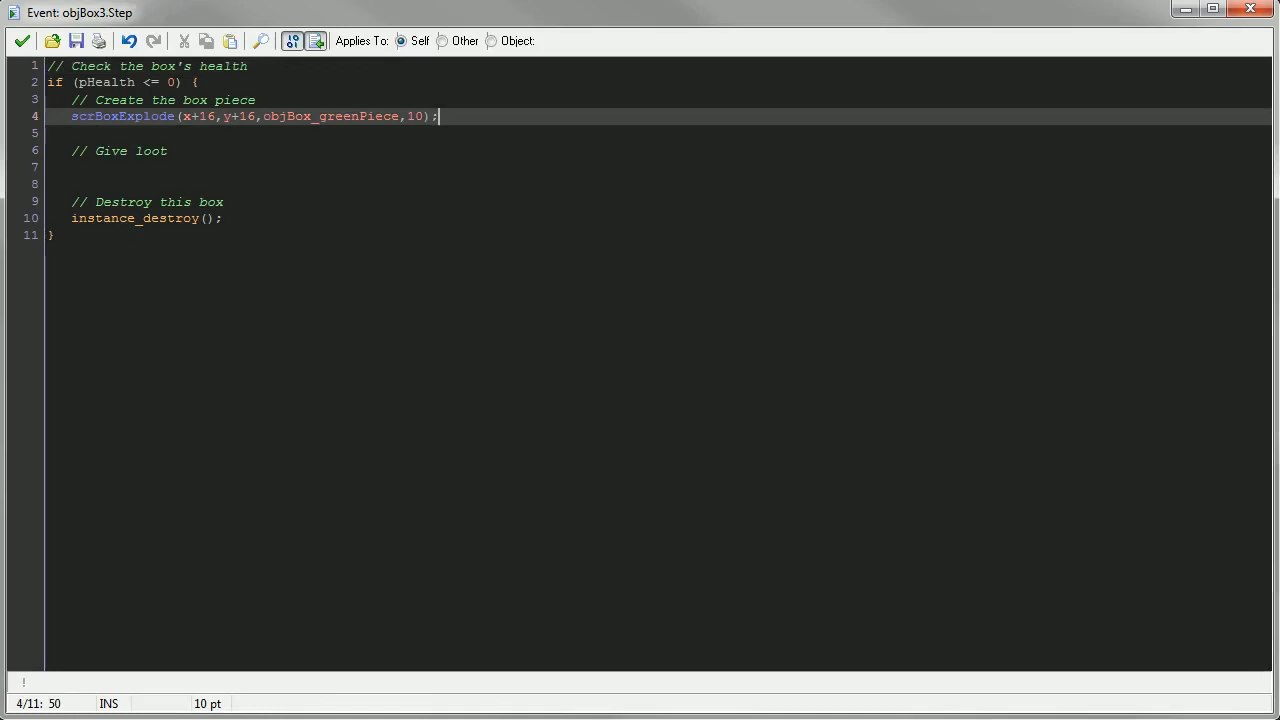 Event: objBox3.Step
Applies To: Self Other Object:
1 // Check the box's health
2 if (pHealth <= 0) {
3 // Create the box piece
4 scrBoxExplode(x+16,y+16,objBox_greenPiece,10);
5
6 // Give loot
7
8
9 // Destroy this box
10 instance_destroy();
11 }
!
4/11: 50 INS 10 pt